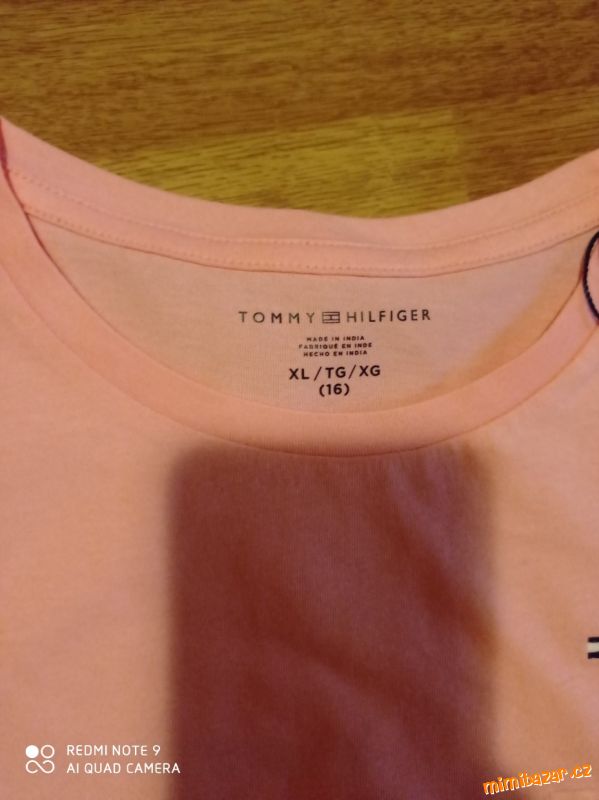 TOMMY HILFIGER
MADE IN INDIA
FABRIQUÉ EN INDE
HECHO EN INDIA
XL/TG/XG
(16)
REDMI NOTE 9
AI QUAD CAMERA
mimibazar.cz